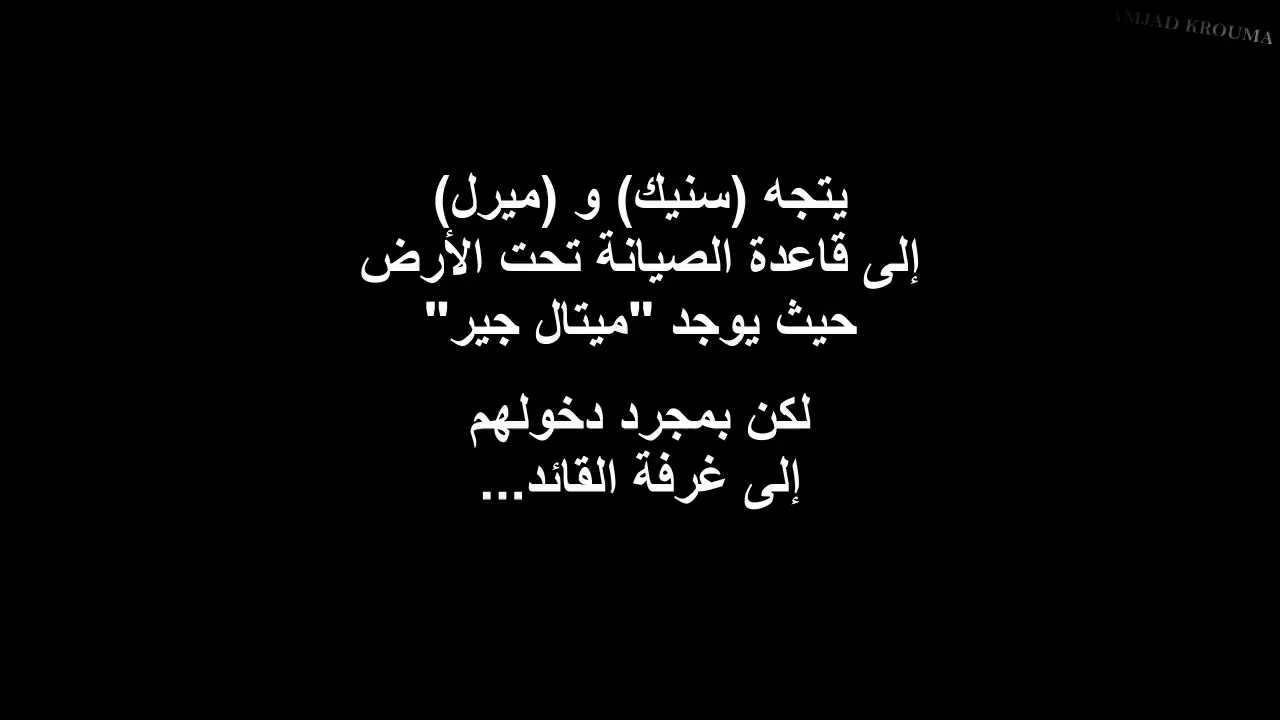 AMJAD KROUMA
يتجه (سنيك) و (ميرل)
إلى قاعدة الصيانة تحت الأرض
حيث يوجد "ميتال جير"
لكن بمجرد دخولهم
إلى غرفة القائد...